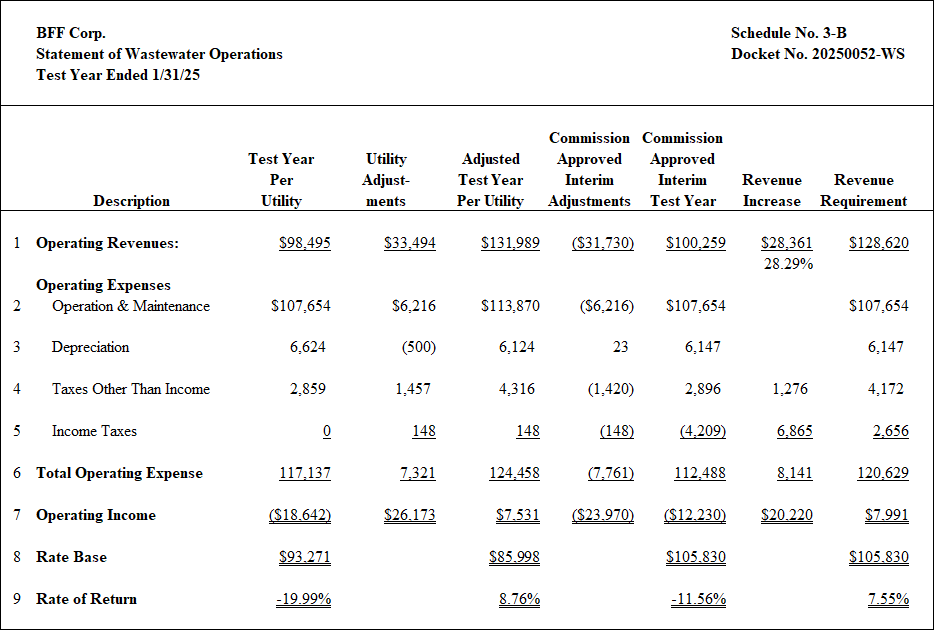 BFF Corp. Schedule No. 3-B
Statement of Wastewater Operations Docket No. 20250052-WS
Test Year Ended 1/31/25
Commission Commission
Test Year Utility Adjusted Approved Approved
Per Adjust- Test Year Interim Interim Revenue Revenue
Description Utility ments Per Utility Adjustments Test Year Increase Requirement
1 Operating Revenues: $98,495 $33,494 $131,989 ($31,730) $100,259 $28,361 $128,620
28.29%
Operating Expenses
2 Operation & Maintenance $107,654 $6,216 $113,870 ($6,216) $107,654 $107,654
3 Depreciation 6,624 (500) 6,124 23 6,147 6,147
4 Taxes Other Than Income 2,859 1,457 4,316 (1,420) 2,896 1,276 4,172
5 Income Taxes 0 148 148 (148) (4,209) 6,865 2,656
6 Total Operating Expense 117,137 7,321 124,458 (7,761) 112,488 8,141 120,629
7 Operating Income ($18,642) $26,173 $7,531 ($23,970) ($12,230) $20,220 $7,991
8 Rate Base $93,271 $85,998 $105,830 $105,830
9 Rate of Return -19.99% 8.76% -11.56% 7.55%